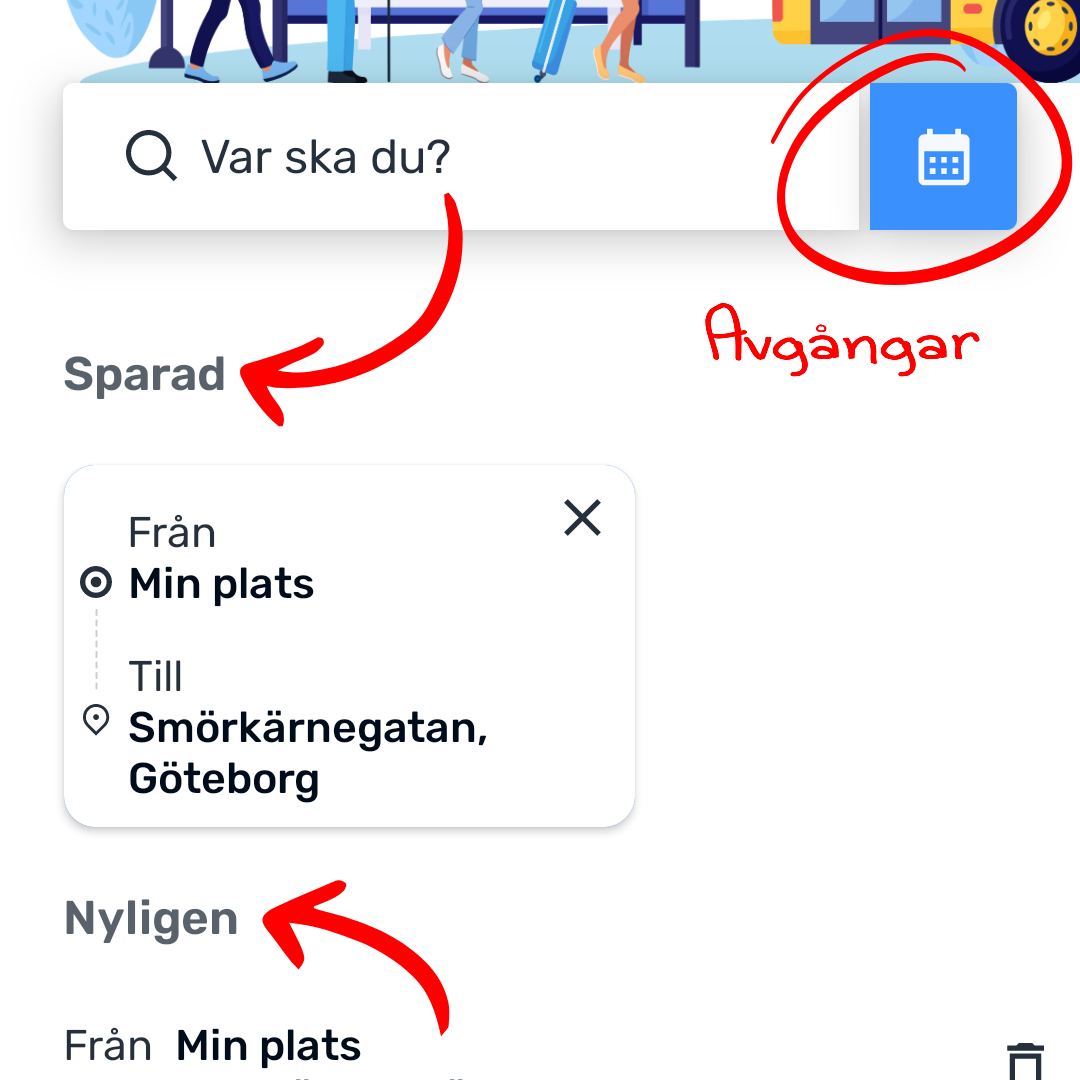 Var ska du?
Avgångar
Sparad
Från
Min plats
Till
Smörkärnegatan,
Göteborg
Nyligen
Från Min plats